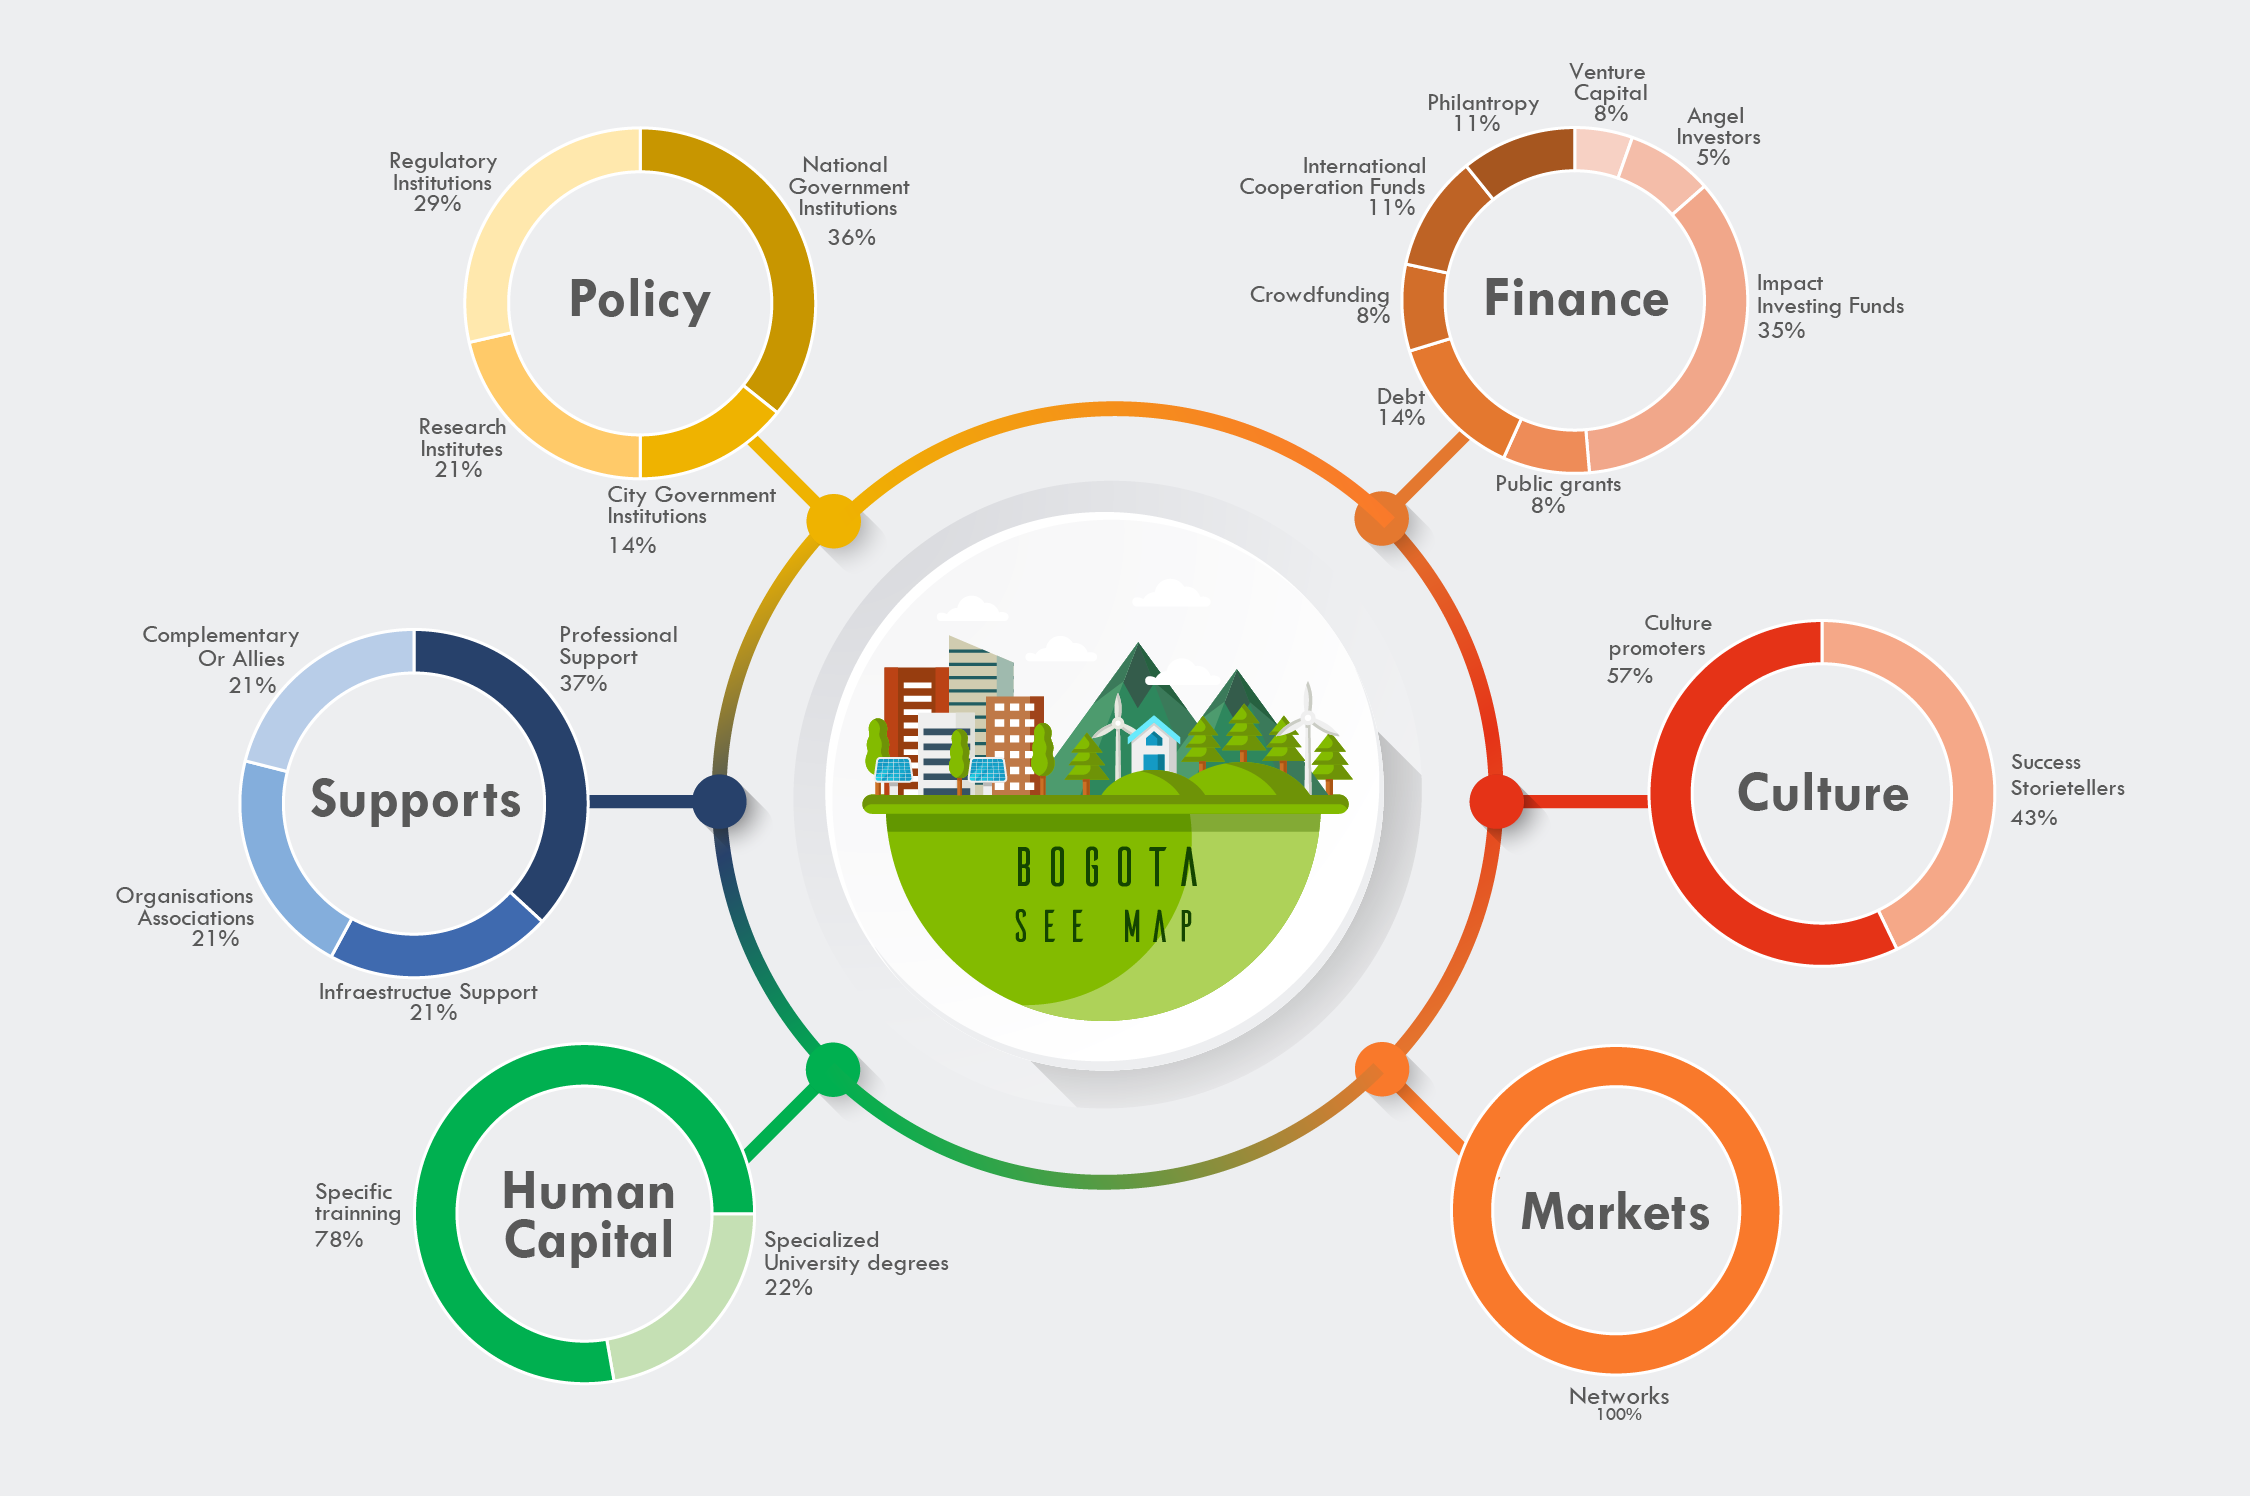 Regulatory
Institutions
29%
National
Government
Institutions
36%
Policy
Research
Institutes
21%
City Government
Institutions
14%
Venture
Capital
8%
Philantropy
11%
Angel
Investors
5%
International
Cooperation Funds
11%
Finance
Impact
Investing Funds
35%
Crowdfunding
8%
Debt
14%
Public grants
8%
Complementary
Or Allies
21%
Professional
Support
37%
Supports
Organisations
Associations
21%
Infraestructue Support
21%
BOGOTA
SEE MAP
Culture
promoters
57%
Culture
Success
Storietellers
43%
Human
Capital
Specific
trainning
78%
Specialized
University degrees
22%
Markets
Networks
100%